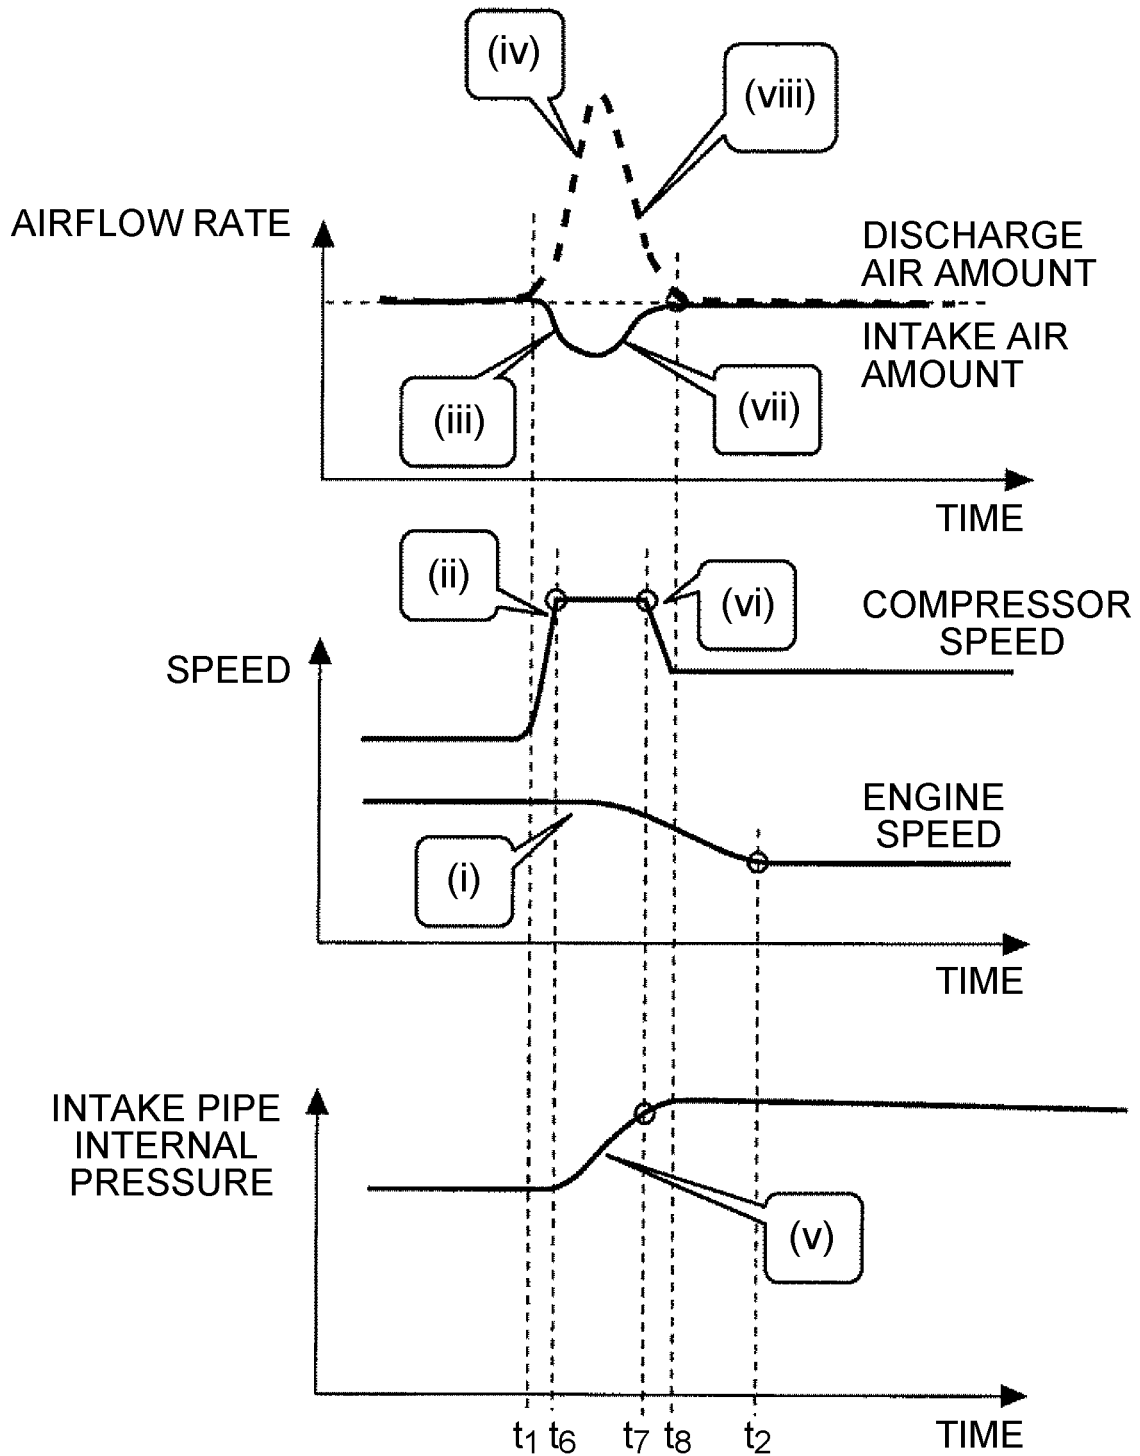 (iv)
(viii)
AIRFLOW RATE
DISCHARGE
AIR AMOUNT
INTAKE AIR
AMOUNT
(iii)
(vii)
TIME
(ii)
(vi)
COMPRESSOR
SPEED
SPEED
ENGINE
SPEED
(i)
TIME
INTAKE PIPE
INTERNAL
PRESSURE
(v)
t1 t6 t7 t8 t2
TIME